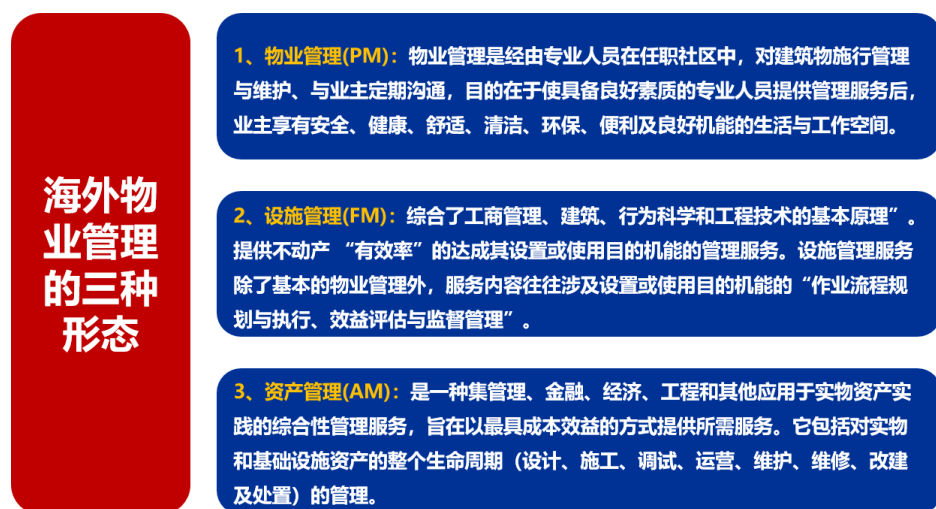 海外物
业管理
的三种
形态
1、物业管理(PM)：物业管理是经由专业人员在任职社区中，对建筑物施行管理
与维护、与业主定期沟通，目的在于使具备良好素质的专业人员提供管理服务后，
业主享有安全、健康、舒适、清洁、环保、便利及良好机能的生活与工作空间。
2、设施管理(FM)：综合了工商管理、建筑、行为科学和工程技术的基本原理”。
提供不动产 “有效率”的达成其设置或使用目的机能的管理服务。设施管理服务
除了基本的物业管理外，服务内容往往涉及设置或使用目的机能的“作业流程规
划与执行、效益评估与监督管理”。
3、资产管理(AM)：是一种集管理、金融、经济、工程和其他应用于实物资产实
践的综合性管理服务，旨在以最具成本效益的方式提供所需服务。它包括对实物
和基础设施资产的整个生命周期（设计、施工、调试、运营、维护、维修、改建
及处置）的管理。